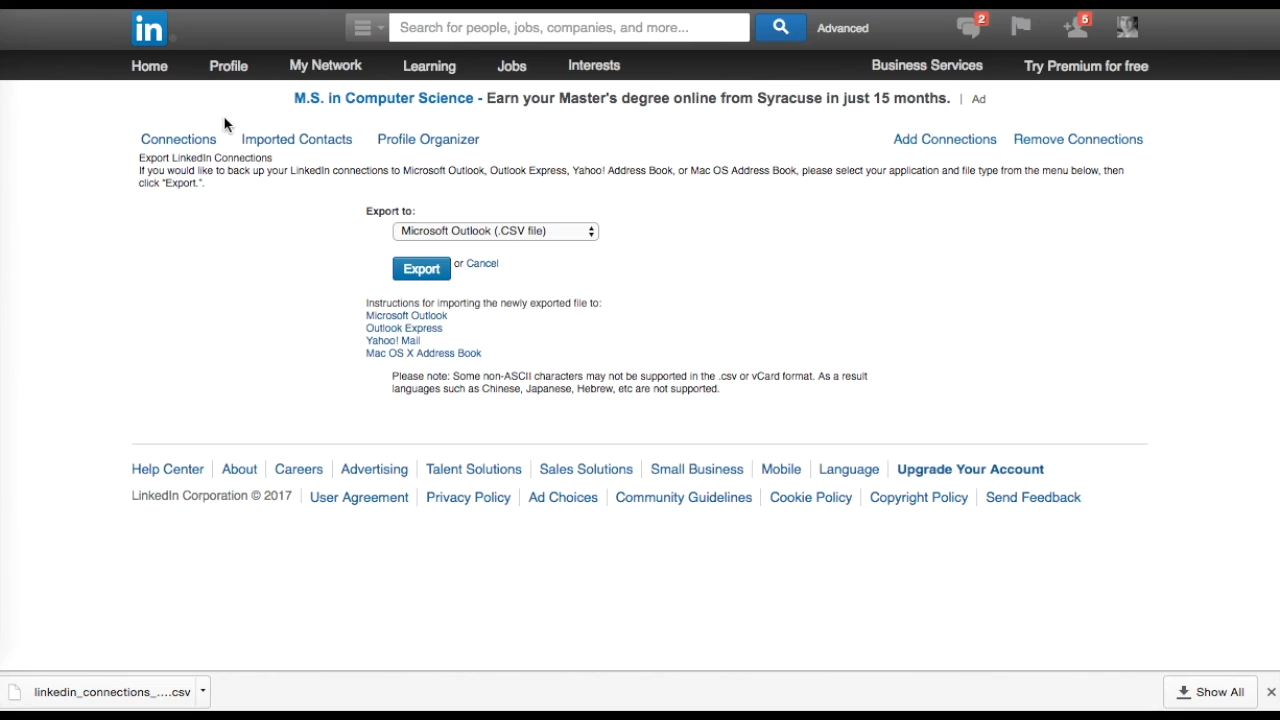 in
Search for people, jobs, companies, and more...
Advanced
2
5
Home Profile My Network Learning Jobs Interests Business Services Try Premium for free
M.S. in Computer Science - Earn your Master's degree online from Syracuse in just 15 months. | Ad
Connections Imported Contacts Profile Organizer Add Connections Remove Connections
Export LinkedIn Connections
If you would like to back up your LinkedIn connections to Microsoft Outlook, Outlook Express, Yahoo! Address Book, or Mac OS Address Book, please select your application and file type from the menu below, then
click "Export.".
Export to:
Microsoft Outlook (.CSV file)
Export or Cancel
Instructions for importing the newly exported file to:
Microsoft Outlook
Outlook Express
Yahoo! Mail
Mac OS X Address Book
Please note: Some non-ASCII characters may not be supported in the .csv or vCard format. As a result
languages such as Chinese, Japanese, Hebrew, etc are not supported.
Help Center About Careers Advertising Talent Solutions Sales Solutions Small Business Mobile Language Upgrade Your Account
LinkedIn Corporation © 2017 User Agreement Privacy Policy Ad Choices Community Guidelines Cookie Policy Copyright Policy Send Feedback
linkedin_connections_....csv
Show All